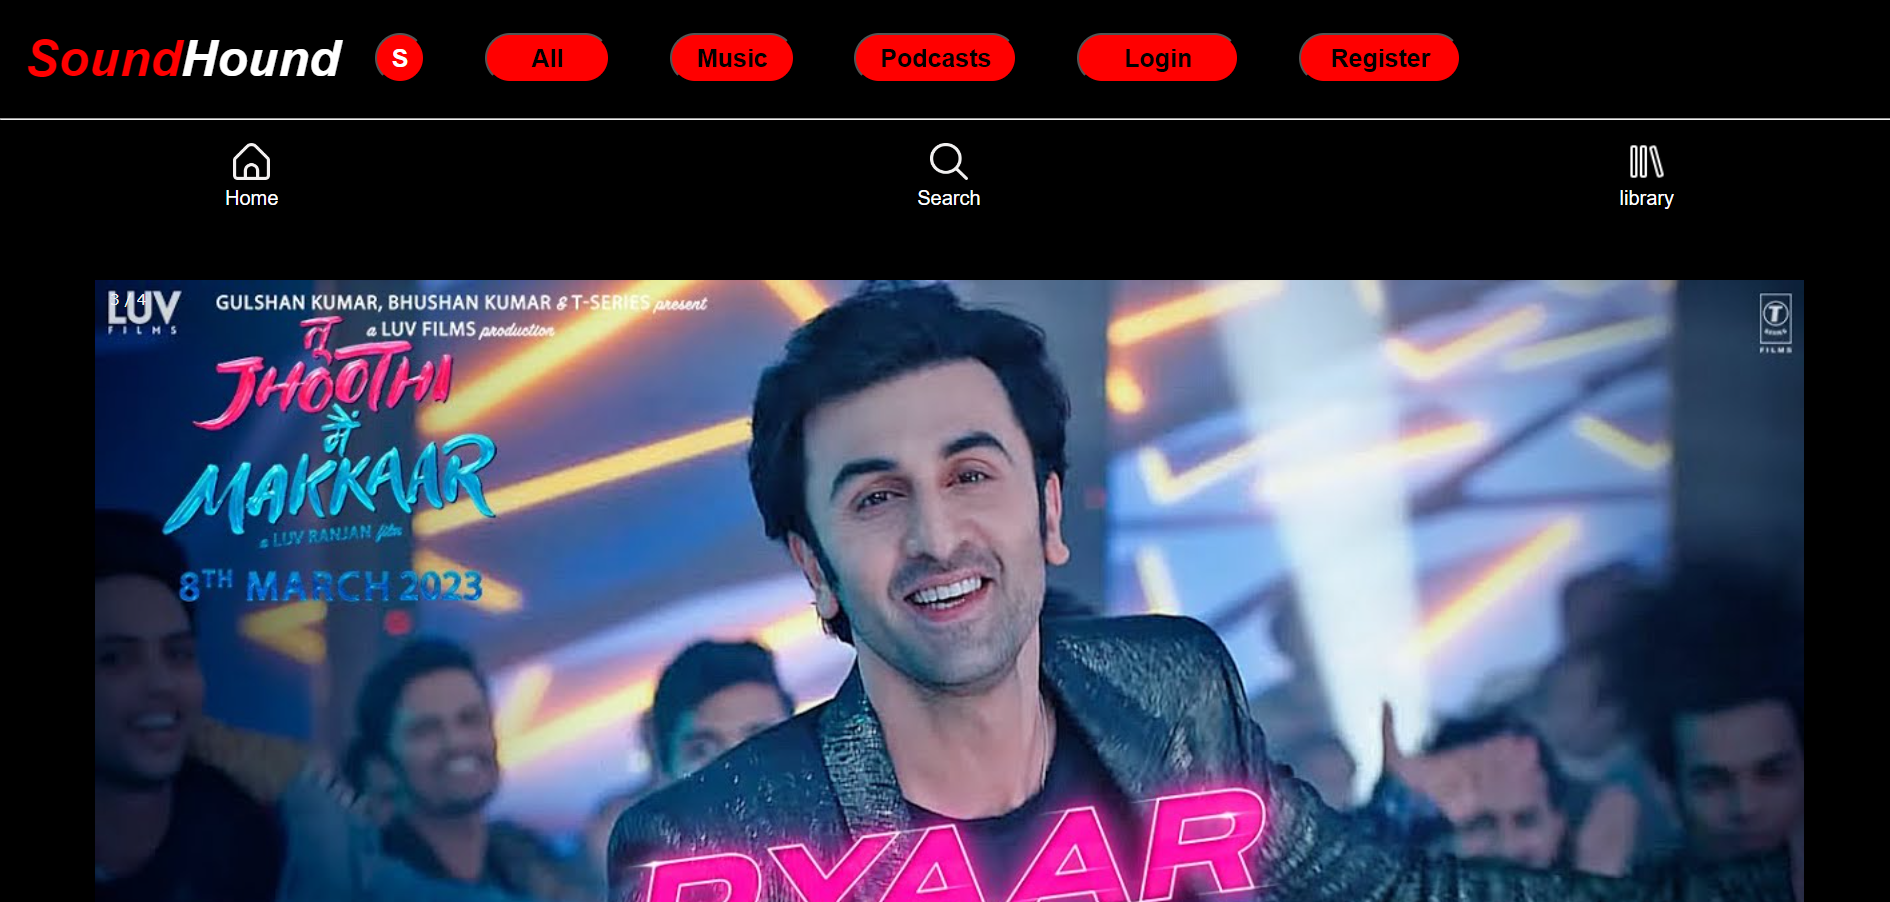 SoundHound
S
All
Music
Podcasts
Login
Register
Home
Search
library
3 / 4
LUV
FILMS
GULSHAN KUMAR, BHUSHAN KUMAR & T-SERIES present
a LUV FILMS production
तू
JHOOTHI
मैं
MAKKAAR
a LUV RANJAN film
8TH MARCH 2023
T
SERIES
FILMS
PYAAR